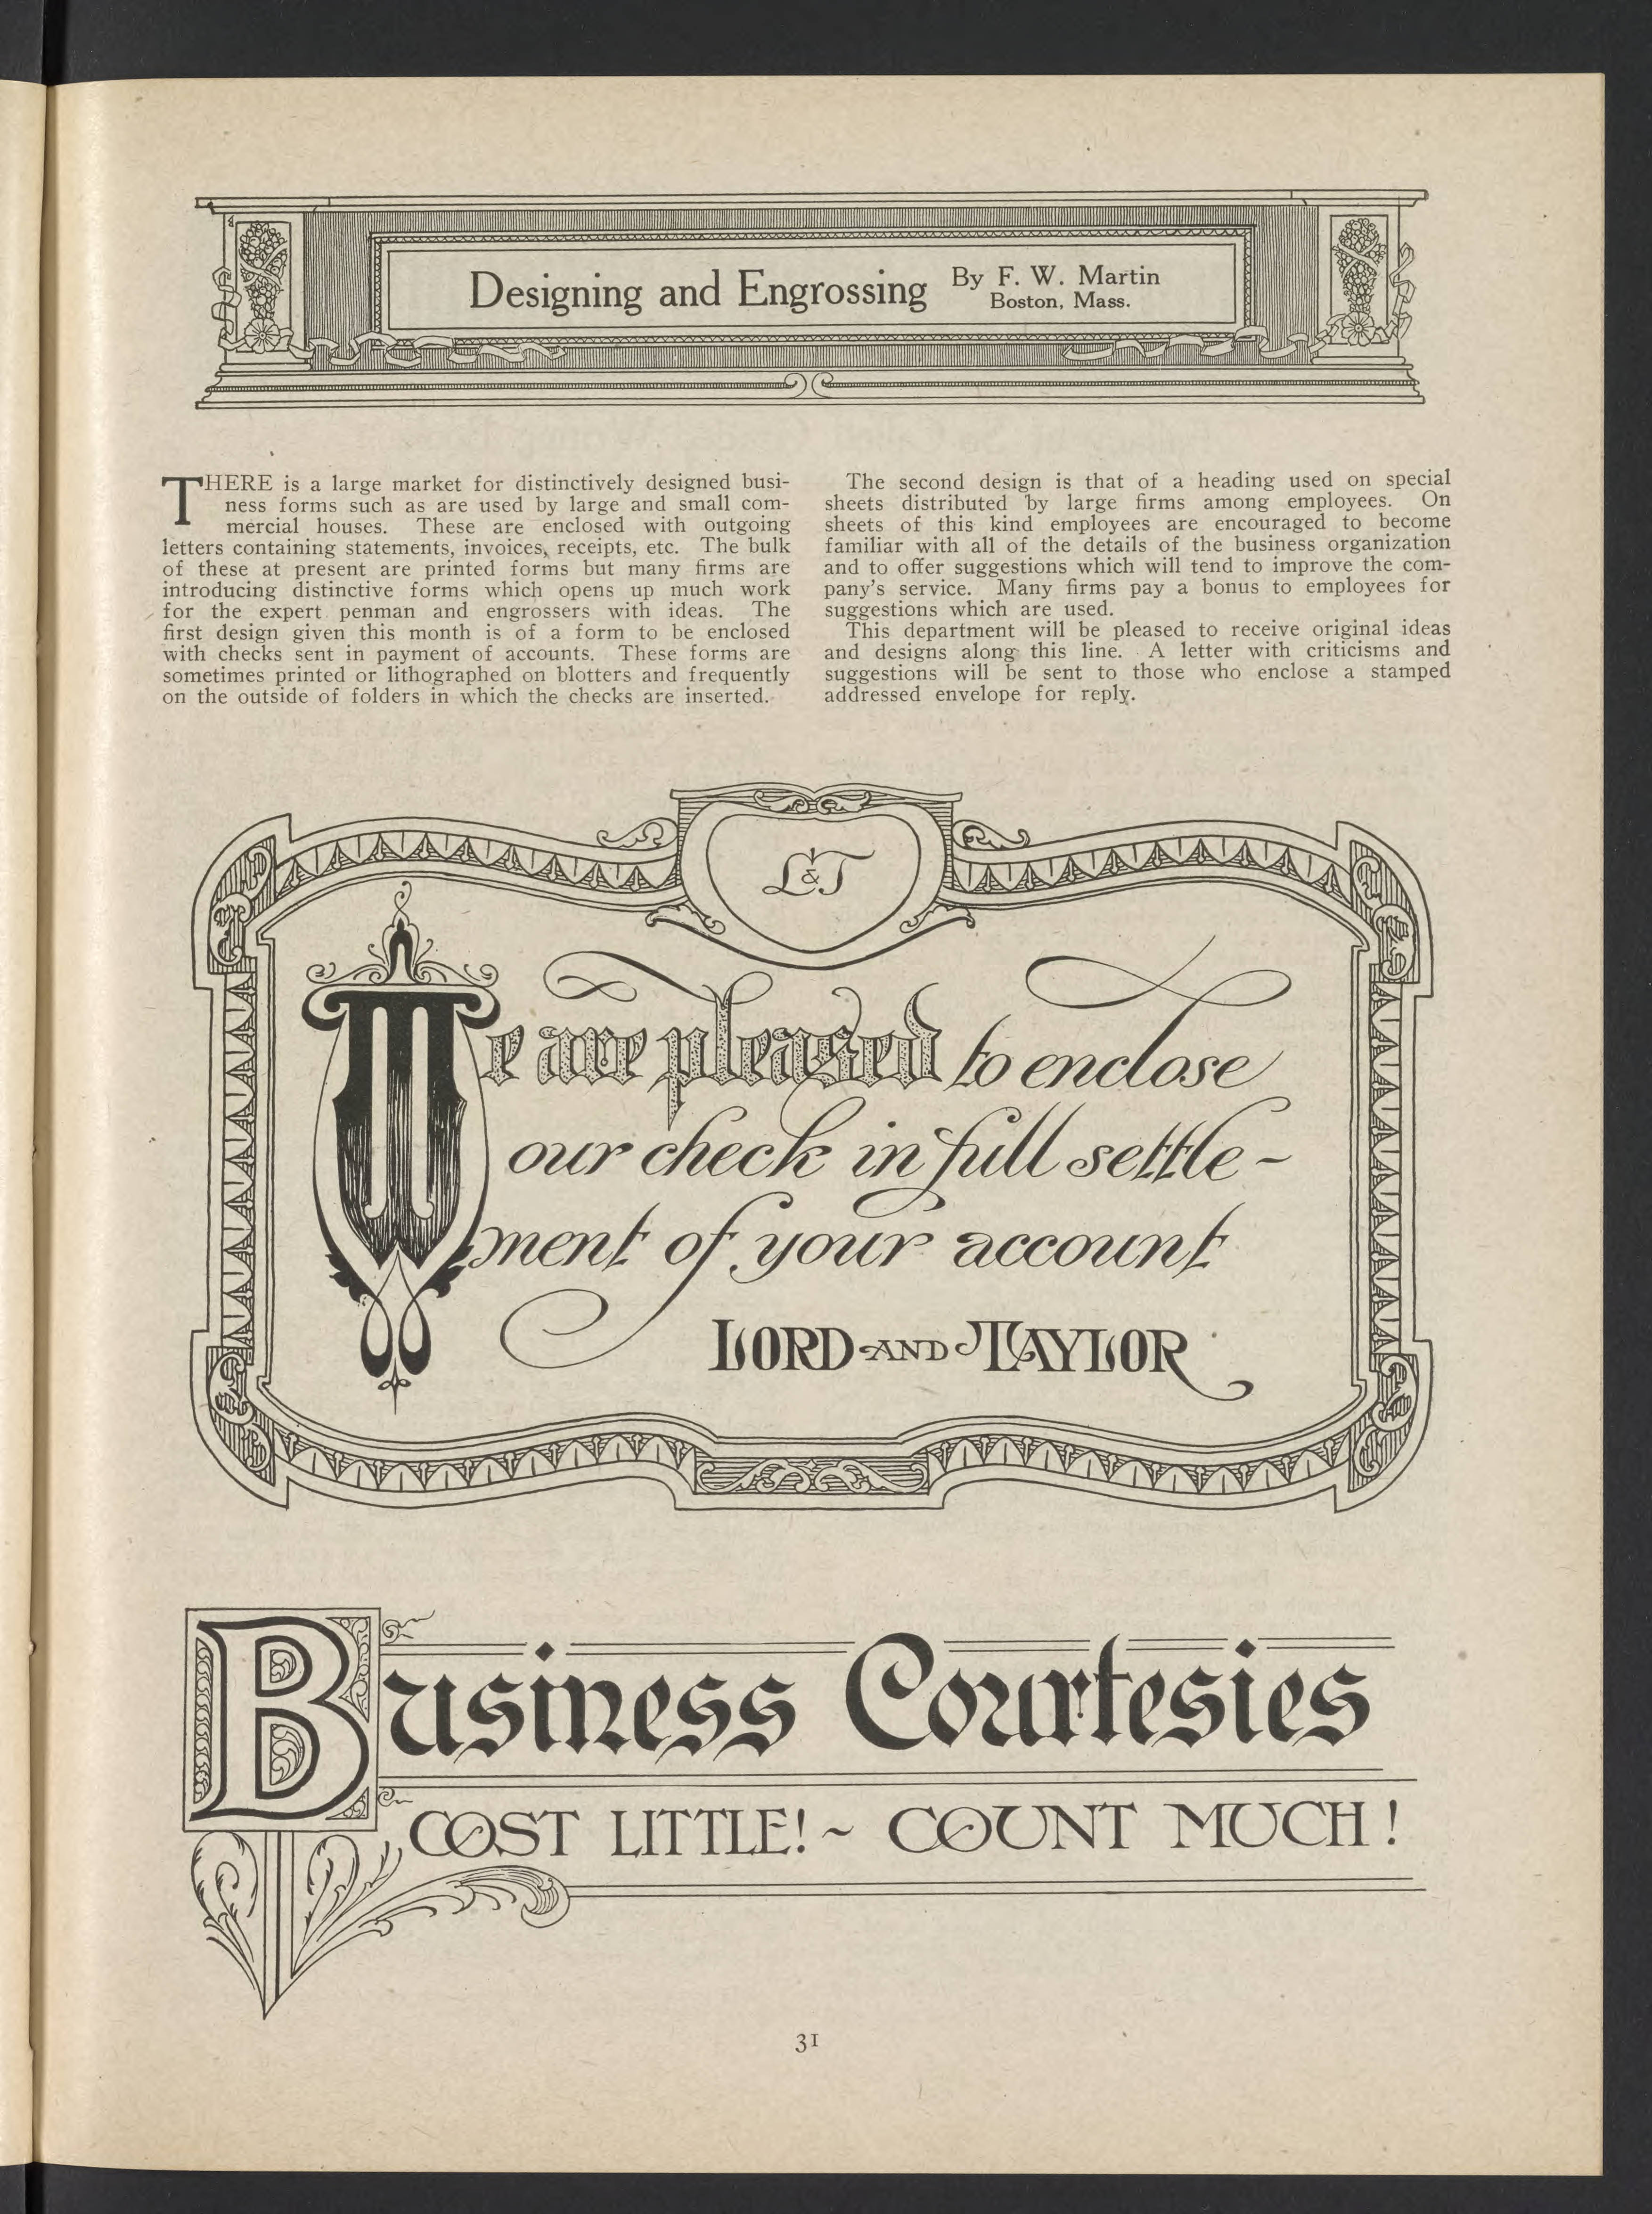 Designing and Engrossing
By F. W. Martin
Boston, Mass.
THERE is a large market for distinctively designed busi-
ness forms such as are used by large and small com-
mercial houses. These are enclosed with outgoing
letters containing statements, invoices, receipts, etc. The bulk
of these at present are printed forms but many firms are
introducing distinctive forms which opens up much work
for the expert penman and engrossers with ideas. The
first design given this month is of a form to be enclosed
with checks sent in payment of accounts. These forms are
sometimes printed or lithographed on blotters and frequently
on the outside of folders in which the checks are inserted.
The second design is that of a heading used on special
sheets distributed by large firms among employees. On
sheets of this kind employees are encouraged to become
familiar with all of the details of the business organization
and to offer suggestions which will tend to improve the com-
pany's service. Many firms pay a bonus to employees for
suggestions which are used.
This department will be pleased to receive original ideas
and designs along this line. A letter with criticisms and
suggestions will be sent to those who enclose a stamped
addressed envelope for reply.
L&T
We are pleased to enclose
our check in full settle-
ment of your account
LORD AND TAYLOR
Business Courtesies
COST LITTLE! ~ COUNT MUCH!
31